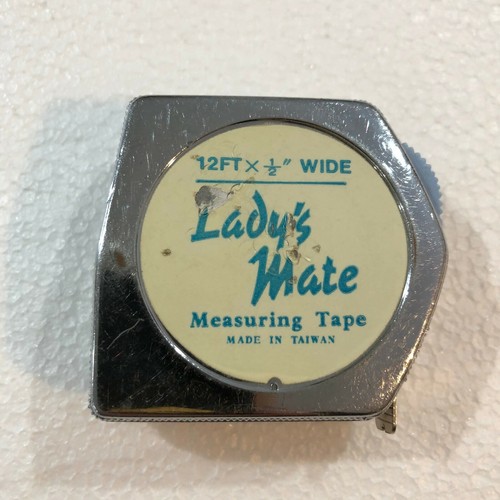 12FT × ½" WIDE
Lady's
Mate
Measuring Tape
MADE IN TAIWAN